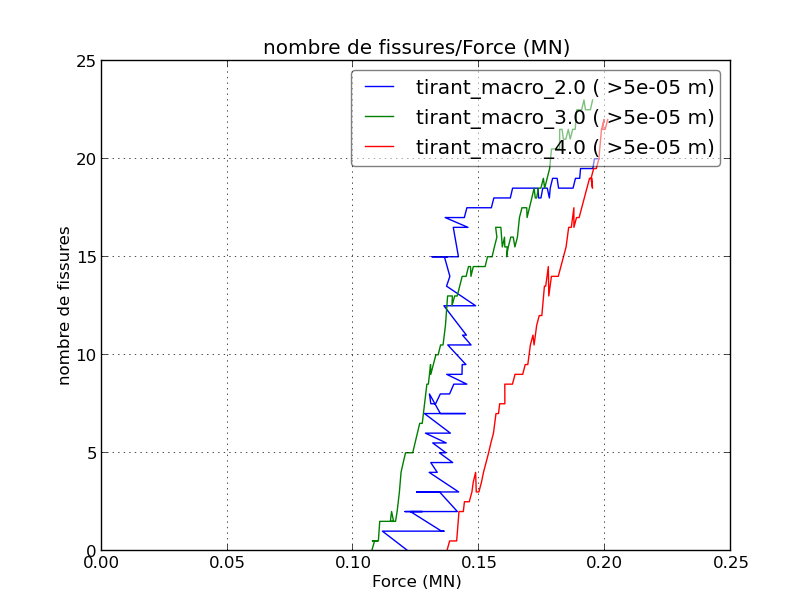 nombre de fissures/Force (MN)
25
20
15
10
5
0
nombre de fissures
tirant_macro_2.0 ( >5e-05 m)
tirant_macro_3.0 ( >5e-05 m)
tirant_macro_4.0 ( >5e-05 m)
0.00 0.05 0.10 0.15 0.20 0.25
Force (MN)